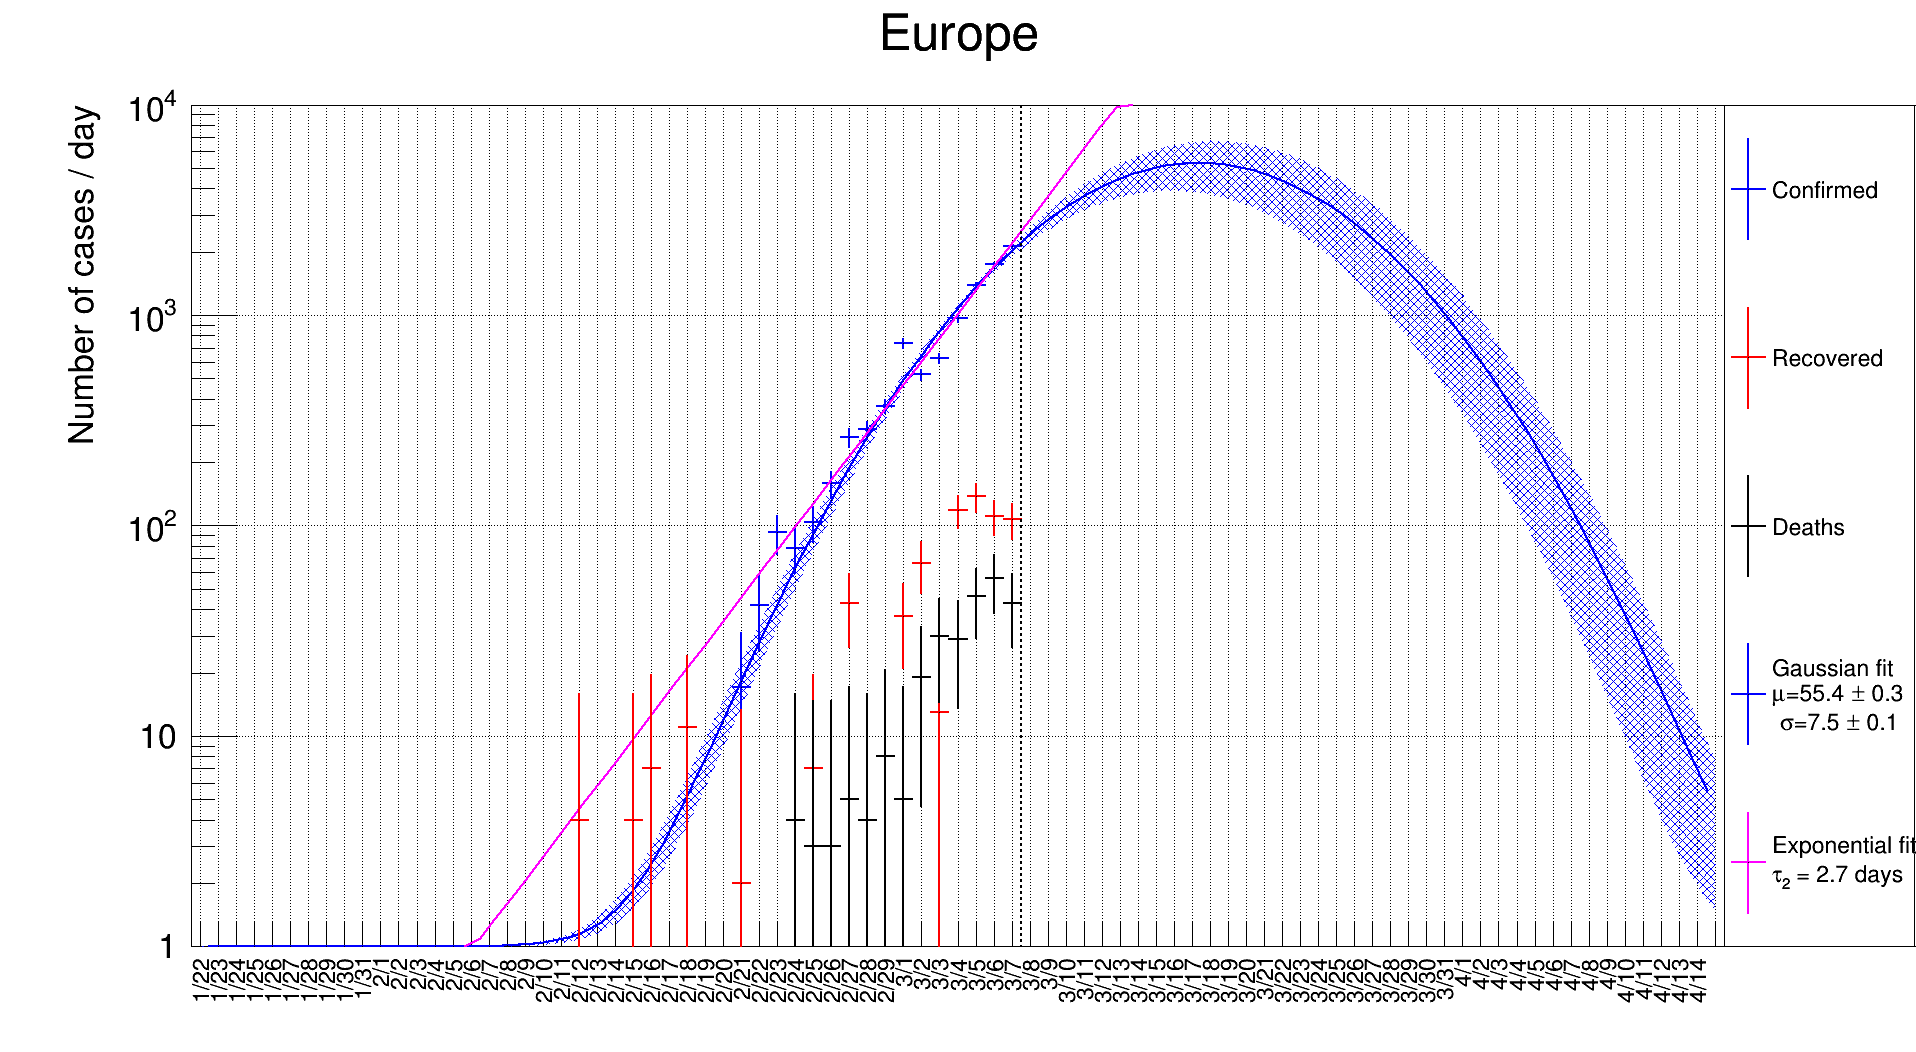 Europe
Number of cases / day
10⁴
10³
10²
10
1
1/22 1/23 1/24 1/25 1/26 1/27 1/28 1/29 1/30 1/31 2/1 2/2 2/3 2/4 2/5 2/6 2/7 2/8 2/9 2/10 2/11 2/12 2/13 2/14 2/15 2/16 2/17 2/18 2/19 2/20 2/21 2/22 2/23 2/24 2/25 2/26 2/27 2/28 2/29 3/1 3/2 3/3 3/4 3/5 3/6 3/7 3/8 3/9 3/10 3/11 3/12 3/13 3/14 3/15 3/16 3/17 3/18 3/19 3/20 3/21 3/22 3/23 3/24 3/25 3/26 3/27 3/28 3/29 3/30 3/31 4/1 4/2 4/3 4/4 4/5 4/6 4/7 4/8 4/9 4/10 4/11 4/12 4/13 4/14
Confirmed
Recovered
Deaths
Gaussian fit
μ=55.4 ± 0.3
σ=7.5 ± 0.1
Exponential fit
τ₂ = 2.7 days